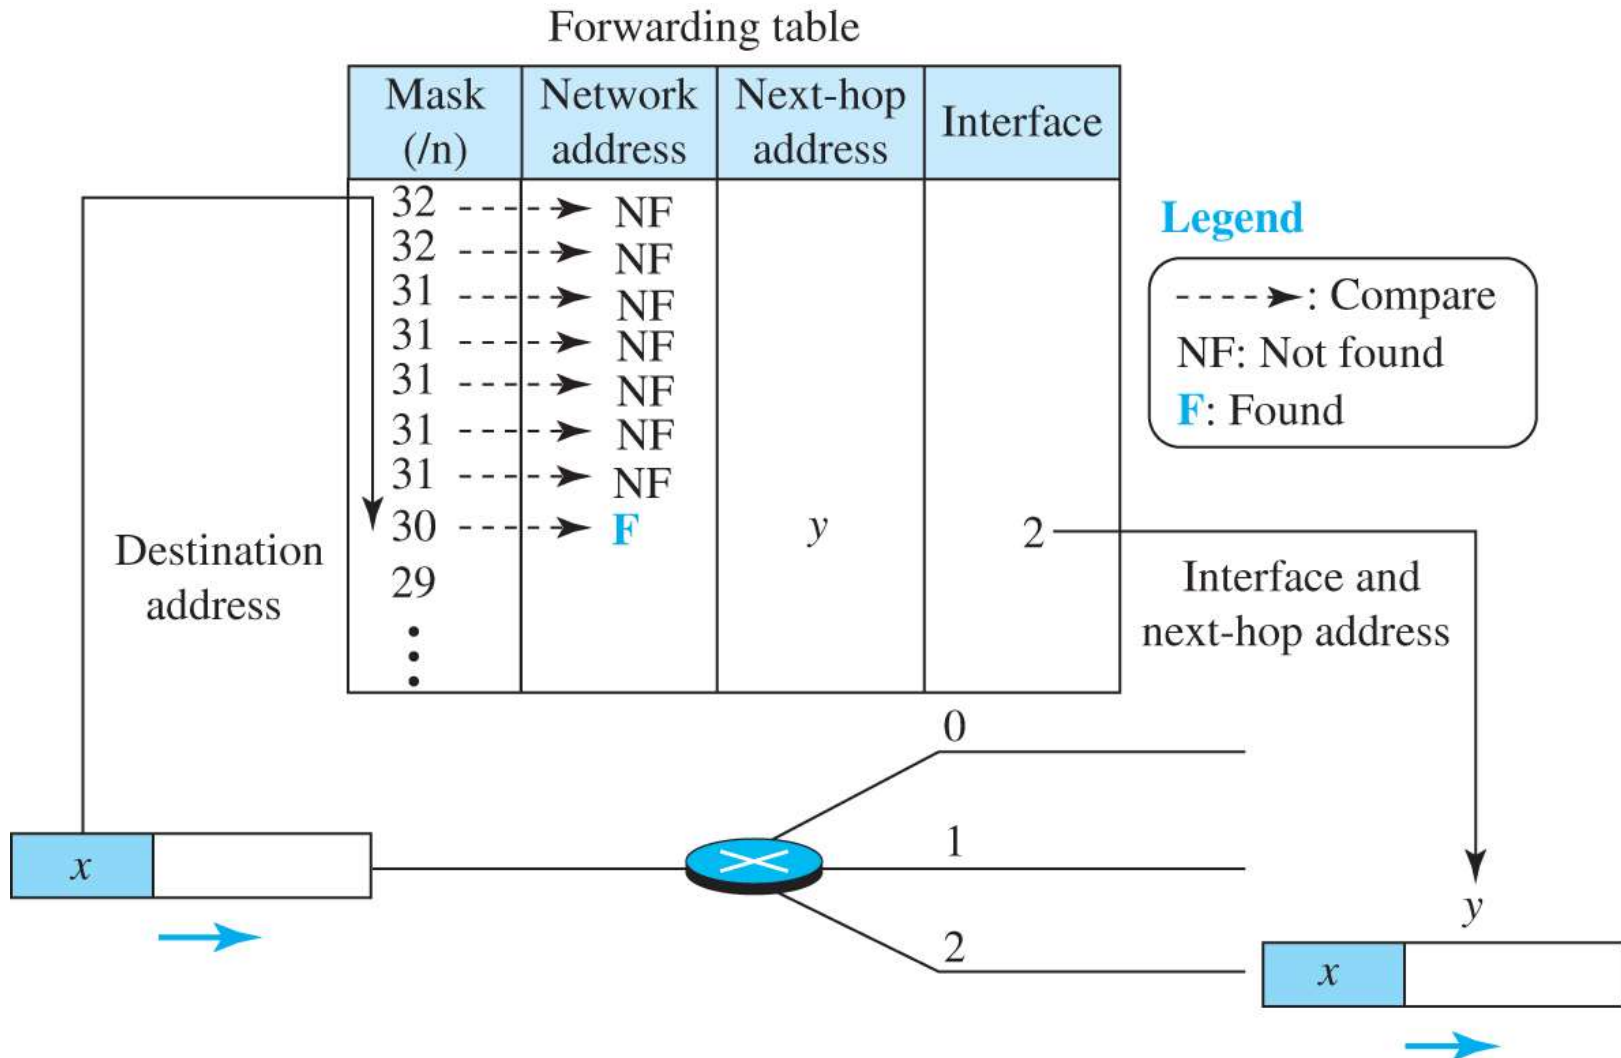 Forwarding table
Mask
(/n)
Network
address
Next-hop
address
Interface
32 NF
32 NF
31 NF
31 NF
31 NF
31 NF
31 NF
30 F y 2
29
Legend
: Compare
NF: Not found
F: Found
Destination
address
Interface and
next-hop address
0
1
2
x
y
x